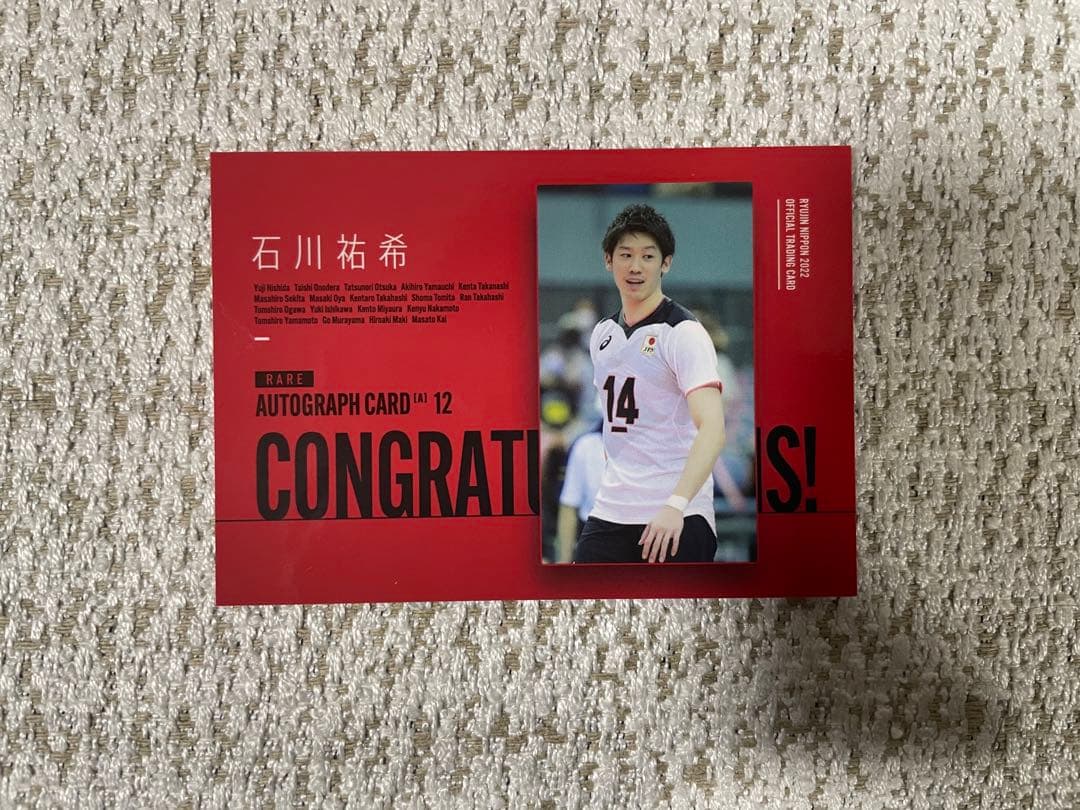 石川祐希
Yuji Nishida Taishi Onodera Tatsunori Otsuka Akihiro Yamauchi Kenta Takanashi
Masahiro Sekita Masaki Oya Kentaro Takahashi Shoma Tomita Ran Takahashi
Tomohiro Ogawa Yuki Ishikawa Kento Miyaura Kenyu Nakamoto
Tomohiro Yamamoto Go Murayama Hiroaki Maki Masato Kai
RARE
AUTOGRAPH CARD [A] 12
CONGRATU NS!
14
JPN
RYUJIN NIPPON 2022
OFFICIAL TRADING CARD